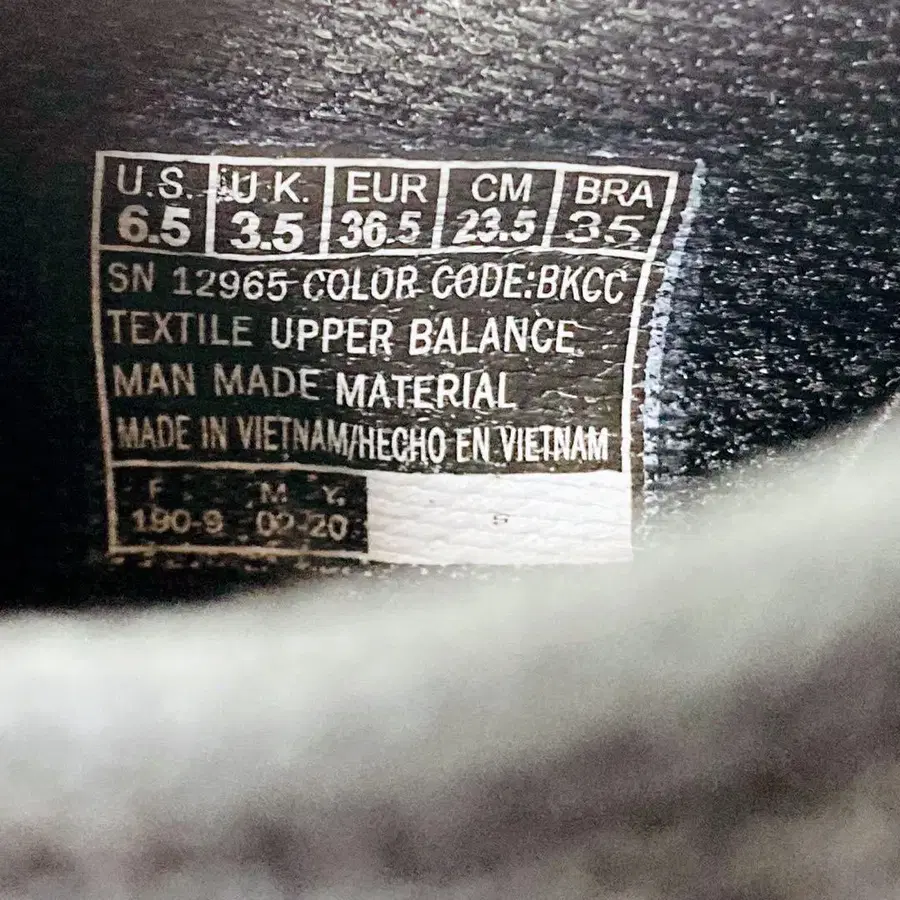 U.S. U.K. EUR CM BRA
6.5 3.5 36.5 23.5 35
SN 12965 COLOR CODE:BKCC
TEXTILE UPPER BALANCE
MAN MADE MATERIAL
MADE IN VIETNAM/HECHO EN VIETNAM
F M Y.
190-9 20